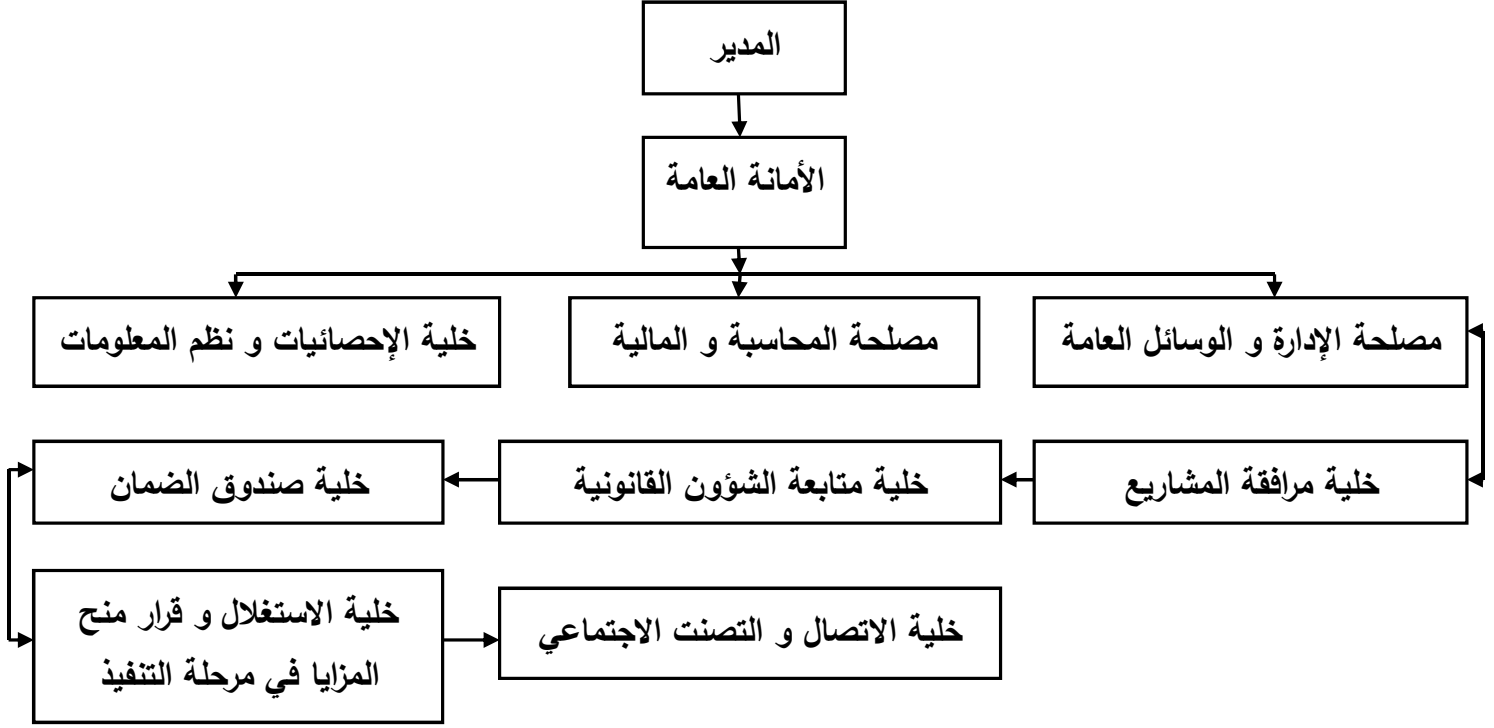 المدير
الأمانة العامة
مصلحة الإدارة و الوسائل العامة
مصلحة المحاسبة و المالية
خلية الإحصائيات و نظم المعلومات
خلية مرافقة المشاريع
خلية متابعة الشؤون القانونية
خلية صندوق الضمان
خلية الاستغلال و قرار منح
المزايا في مرحلة التنفيذ
خلية الاتصال و التصنت الاجتماعي